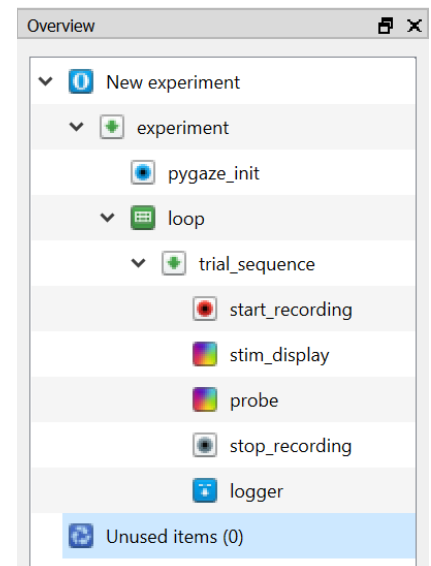 Overview
New experiment
experiment
pygaze_init
loop
trial_sequence
start_recording
stim_display
probe
stop_recording
logger
Unused items (0)